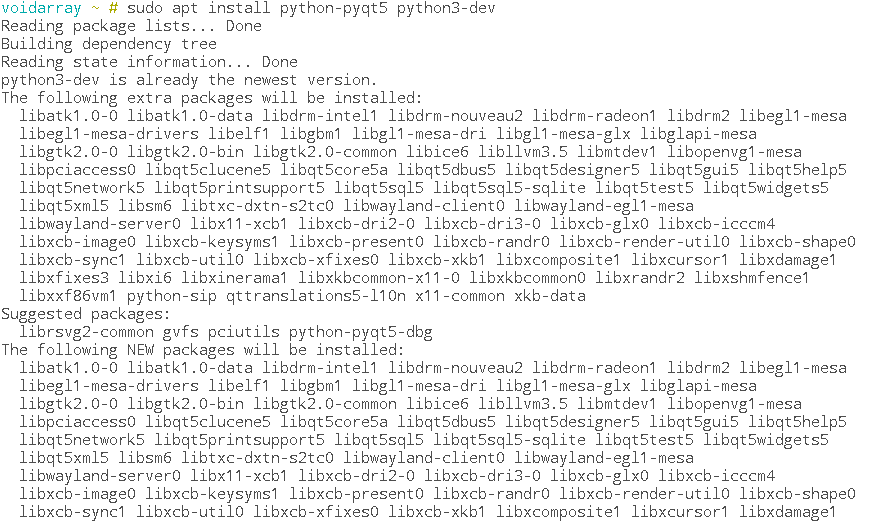 voidarray ~ # sudo apt install python-pyqt5 python3-dev
Reading package lists... Done
Building dependency tree
Reading state information... Done
python3-dev is already the newest version.
The following extra packages will be installed:
  libatk1.0-0 libatk1.0-data libdrm-intel1 libdrm-nouveau2 libdrm-radeon1 libdrm2 libegl1-mesa
  libegl1-mesa-drivers libelf1 libgbm1 libgl1-mesa-dri libgl1-mesa-glx libglapi-mesa
  libgtk2.0-0 libgtk2.0-bin libgtk2.0-common libice6 libllvm3.5 libmtdev1 libopenvg1-mesa
  libpciaccess0 libqt5clucene5 libqt5core5a libqt5dbus5 libqt5designer5 libqt5gui5 libqt5help5
  libqt5network5 libqt5printsupport5 libqt5sql5 libqt5sql5-sqlite libqt5test5 libqt5widgets5
  libqt5xml5 libsm6 libtxc-dxtn-s2tc0 libwayland-client0 libwayland-egl1-mesa
  libwayland-server0 libx11-xcb1 libxcb-dri2-0 libxcb-dri3-0 libxcb-glx0 libxcb-icccm4
  libxcb-image0 libxcb-keysyms1 libxcb-present0 libxcb-randr0 libxcb-render-util0 libxcb-shape0
  libxcb-sync1 libxcb-util0 libxcb-xfixes0 libxcb-xkb1 libxcomposite1 libxcursor1 libxdamage1
  libxfixes3 libxi6 libxinerama1 libxkbcommon-x11-0 libxkbcommon0 libxrandr2 libxshmfence1
  libxxf86vm1 python-sip qttranslations5-l10n x11-common xkb-data
Suggested packages:
  librsvg2-common gvfs pciutils python-pyqt5-dbg
The following NEW packages will be installed:
  libatk1.0-0 libatk1.0-data libdrm-intel1 libdrm-nouveau2 libdrm-radeon1 libdrm2 libegl1-mesa
  libegl1-mesa-drivers libelf1 libgbm1 libgl1-mesa-dri libgl1-mesa-glx libglapi-mesa
  libgtk2.0-0 libgtk2.0-bin libgtk2.0-common libice6 libllvm3.5 libmtdev1 libopenvg1-mesa
  libpciaccess0 libqt5clucene5 libqt5core5a libqt5dbus5 libqt5designer5 libqt5gui5 libqt5help5
  libqt5network5 libqt5printsupport5 libqt5sql5 libqt5sql5-sqlite libqt5test5 libqt5widgets5
  libqt5xml5 libsm6 libtxc-dxtn-s2tc0 libwayland-client0 libwayland-egl1-mesa
  libwayland-server0 libx11-xcb1 libxcb-dri2-0 libxcb-dri3-0 libxcb-glx0 libxcb-icccm4
  libxcb-image0 libxcb-keysyms1 libxcb-present0 libxcb-randr0 libxcb-render-util0 libxcb-shape0
  libxcb-sync1 libxcb-util0 libxcb-xfixes0 libxcb-xkb1 libxcomposite1 libxcursor1 libxdamage1